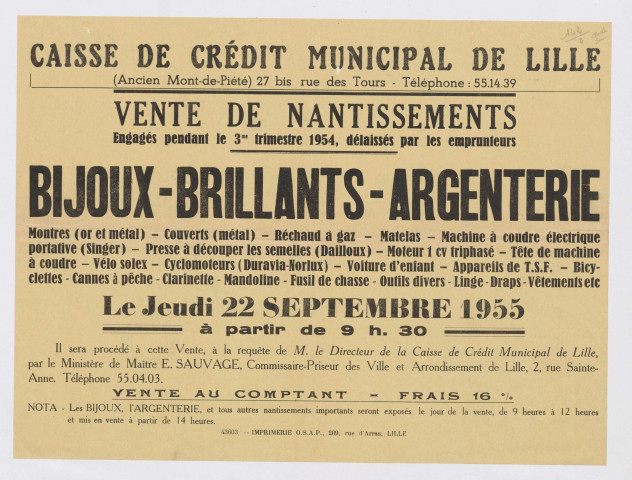 CAISSE DE CRÉDIT MUNICIPAL DE LILLE
(Ancien Mont-de-Piété) 27 bis rue des Tours - Téléphone : 55.14.39
VENTE DE NANTISSEMENTS
Engagés pendant le 3me trimestre 1954, délaissés par les emprunteurs
BIJOUX - BRILLANTS - ARGENTERIE
Montres (or et métal) – Couverts (métal) – Réchaud à gaz – Matelas – Machine à coudre électrique
portative (Singer) – Presse à découper les semelles (Dailloux) – Moteur 1 cv triphasé – Tête de machine
à coudre – Vélo solex – Cyclomoteurs (Duravia-Norlux) – Voiture d'enfant – Appareils de T.S.F. – Bicy-
clettes - Cannes à pêche - Clarinette - Mandoline - Fusil de chasse - Outils divers - Linge - Draps - Vêtements etc
Le Jeudi 22 SEPTEMBRE 1955
à partir de 9 h. 30
Il sera procédé à cette Vente, à la requête de M. le Directeur de la Caisse de Crédit Municipal de Lille,
par le Ministère de Maître E. SAUVAGE, Commissaire-Priseur des Ville et Arrondissement de Lille, 2, rue Sainte-
Anne. Téléphone 55.04.03.
VENTE AU COMPTANT – FRAIS 16 %
NOTA - Les BIJOUX, l'ARGENTERIE, et tous autres nantissements importants seront exposés le jour de la vente, de 9 heures à 12 heures
et mis en vente à partir de 14 heures.
43603 — IMPRIMERIE O.S.A.P., 209, rue d'Arras, LILLE